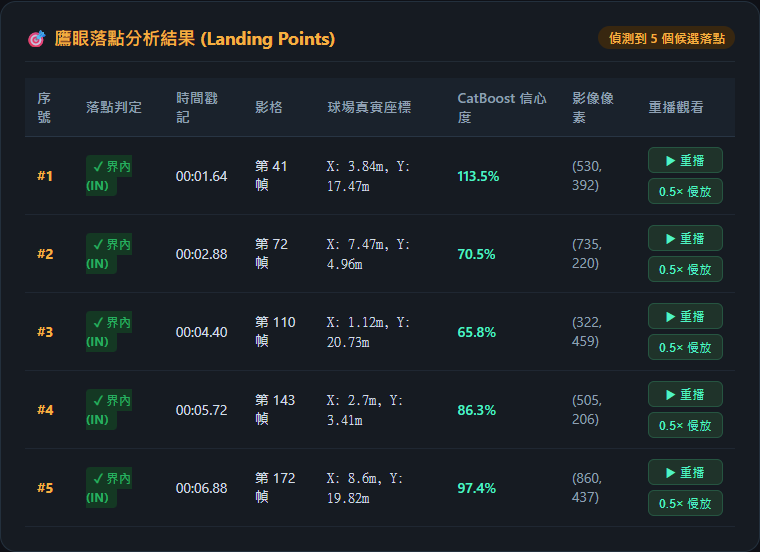 🎯 鷹眼落點分析結果 (Landing Points)
偵測到 5 個候選落點
序號 落點判定 時間戳記 影格 球場真實座標 CatBoost 信心度 影像像素 重播觀看
#1 ✓ 界內 (IN) 00:01.64 第 41 幀 X: 3.84m, Y: 17.47m 113.5% (530, 392) ▶ 重播
0.5× 慢放
#2 ✓ 界內 (IN) 00:02.88 第 72 幀 X: 7.47m, Y: 4.96m 70.5% (735, 220) ▶ 重播
0.5× 慢放
#3 ✓ 界內 (IN) 00:04.40 第 110 幀 X: 1.12m, Y: 20.73m 65.8% (322, 459) ▶ 重播
0.5× 慢放
#4 ✓ 界內 (IN) 00:05.72 第 143 幀 X: 2.7m, Y: 3.41m 86.3% (505, 206) ▶ 重播
0.5× 慢放
#5 ✓ 界內 (IN) 00:06.88 第 172 幀 X: 8.6m, Y: 19.82m 97.4% (860, 437) ▶ 重播
0.5× 慢放